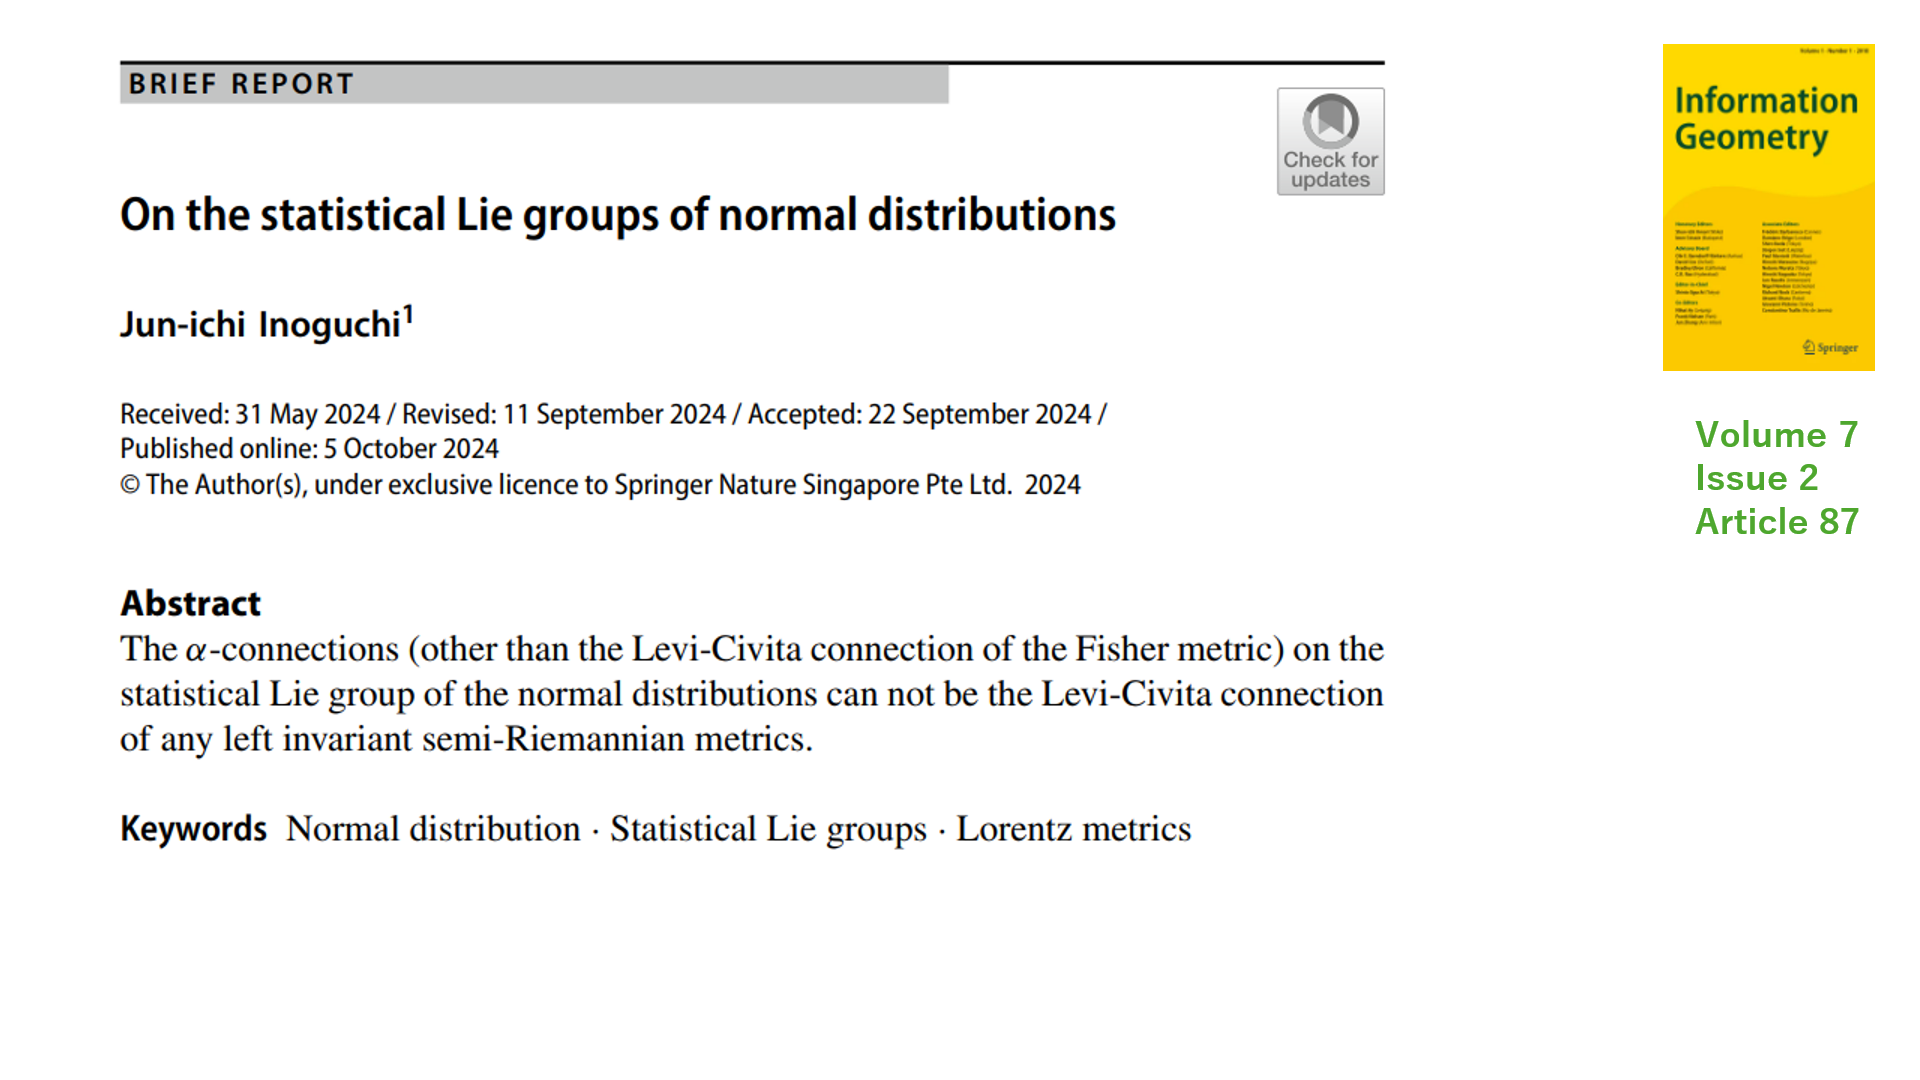 BRIEF REPORT
Check for
updates
On the statistical Lie groups of normal distributions
Jun-ichi Inoguchi1
Received: 31 May 2024 / Revised: 11 September 2024 / Accepted: 22 September 2024 /
Published online: 5 October 2024
© The Author(s), under exclusive licence to Springer Nature Singapore Pte Ltd. 2024
Abstract
The α-connections (other than the Levi-Civita connection of the Fisher metric) on the
statistical Lie group of the normal distributions can not be the Levi-Civita connection
of any left invariant semi-Riemannian metrics.
Keywords Normal distribution · Statistical Lie groups · Lorentz metrics
Information
Geometry
Springer
Volume 7
Issue 2
Article 87